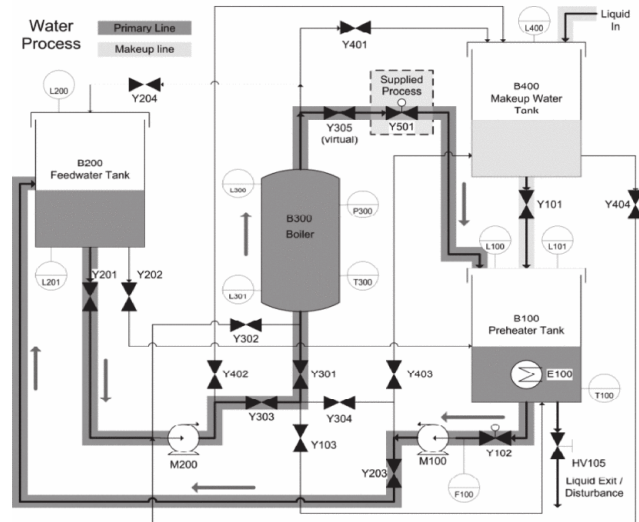 Water
Process
Primary Line
Makeup line
Y401
L400
Liquid
In
L200
Y204
Supplied
Process
B400
Makeup Water
Tank
Y305
(virtual)
Y501
B200
Feedwater Tank
L300
P300
Y101
Y404
B300
Boiler
L100
L101
L201
Y201
Y202
L301
T300
B100
Preheater Tank
Y302
Y402
Y301
Y403
E100
T100
Y303
Y304
Y103
M200
M100
Y102
Y203
F100
HV105
Liquid Exit /
Disturbance